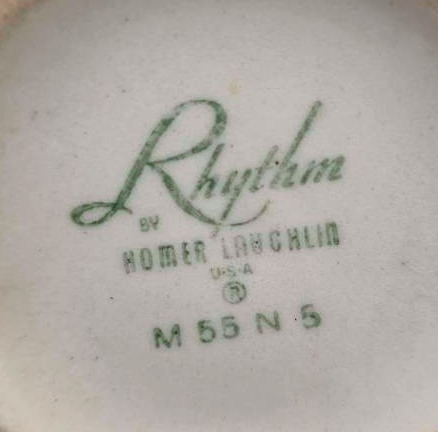 Rhythm
BY
HOMER LAUGHLIN
U-S-A
®
M 55 N 5